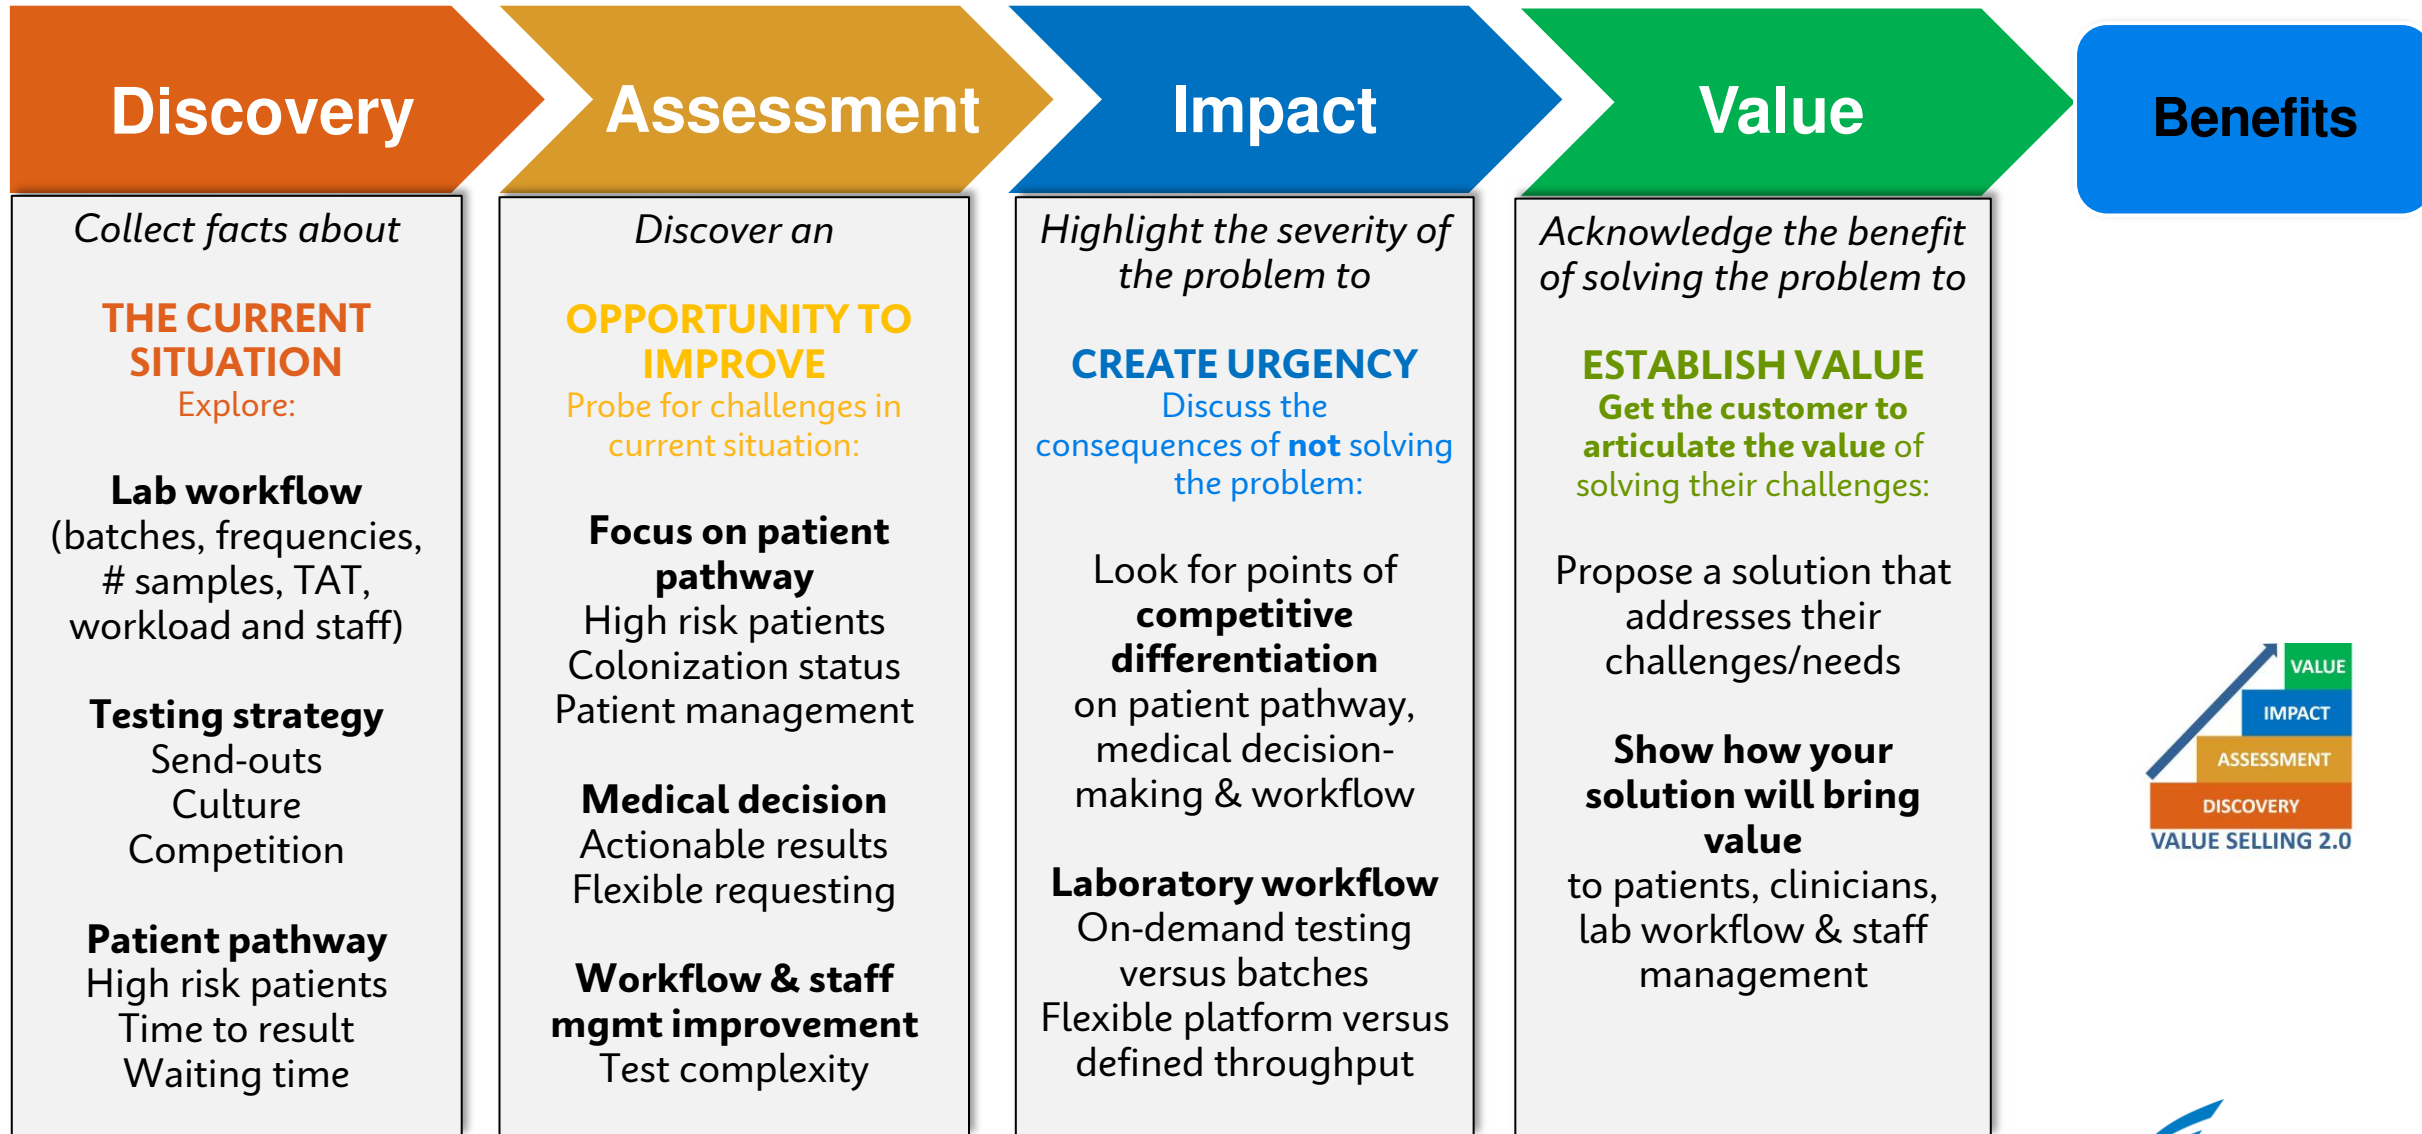 Discovery
Assessment
Impact
Value
Benefits
Collect facts about
THE CURRENT
SITUATION
Explore:
Lab workflow
(batches, frequencies,
# samples, TAT,
workload and staff)
Testing strategy
Send-outs
Culture
Competition
Patient pathway
High risk patients
Time to result
Waiting time
Discover an
OPPORTUNITY TO
IMPROVE
Probe for challenges in
current situation:
Focus on patient
pathway
High risk patients
Colonization status
Patient management
Medical decision
Actionable results
Flexible requesting
Workflow & staff
mgmt improvement
Test complexity
Highlight the severity of
the problem to
CREATE URGENCY
Discuss the
consequences of not solving
the problem:
Look for points of
competitive
differentiation
on patient pathway,
medical decision-
making & workflow
Laboratory workflow
On-demand testing
versus batches
Flexible platform versus
defined throughput
Acknowledge the benefit
of solving the problem to
ESTABLISH VALUE
Get the customer to
articulate the value of
solving their challenges:
Propose a solution that
addresses their
challenges/needs
Show how your
solution will bring
value
to patients, clinicians,
lab workflow & staff
management
VALUE
IMPACT
ASSESSMENT
DISCOVERY
VALUE SELLING 2.0